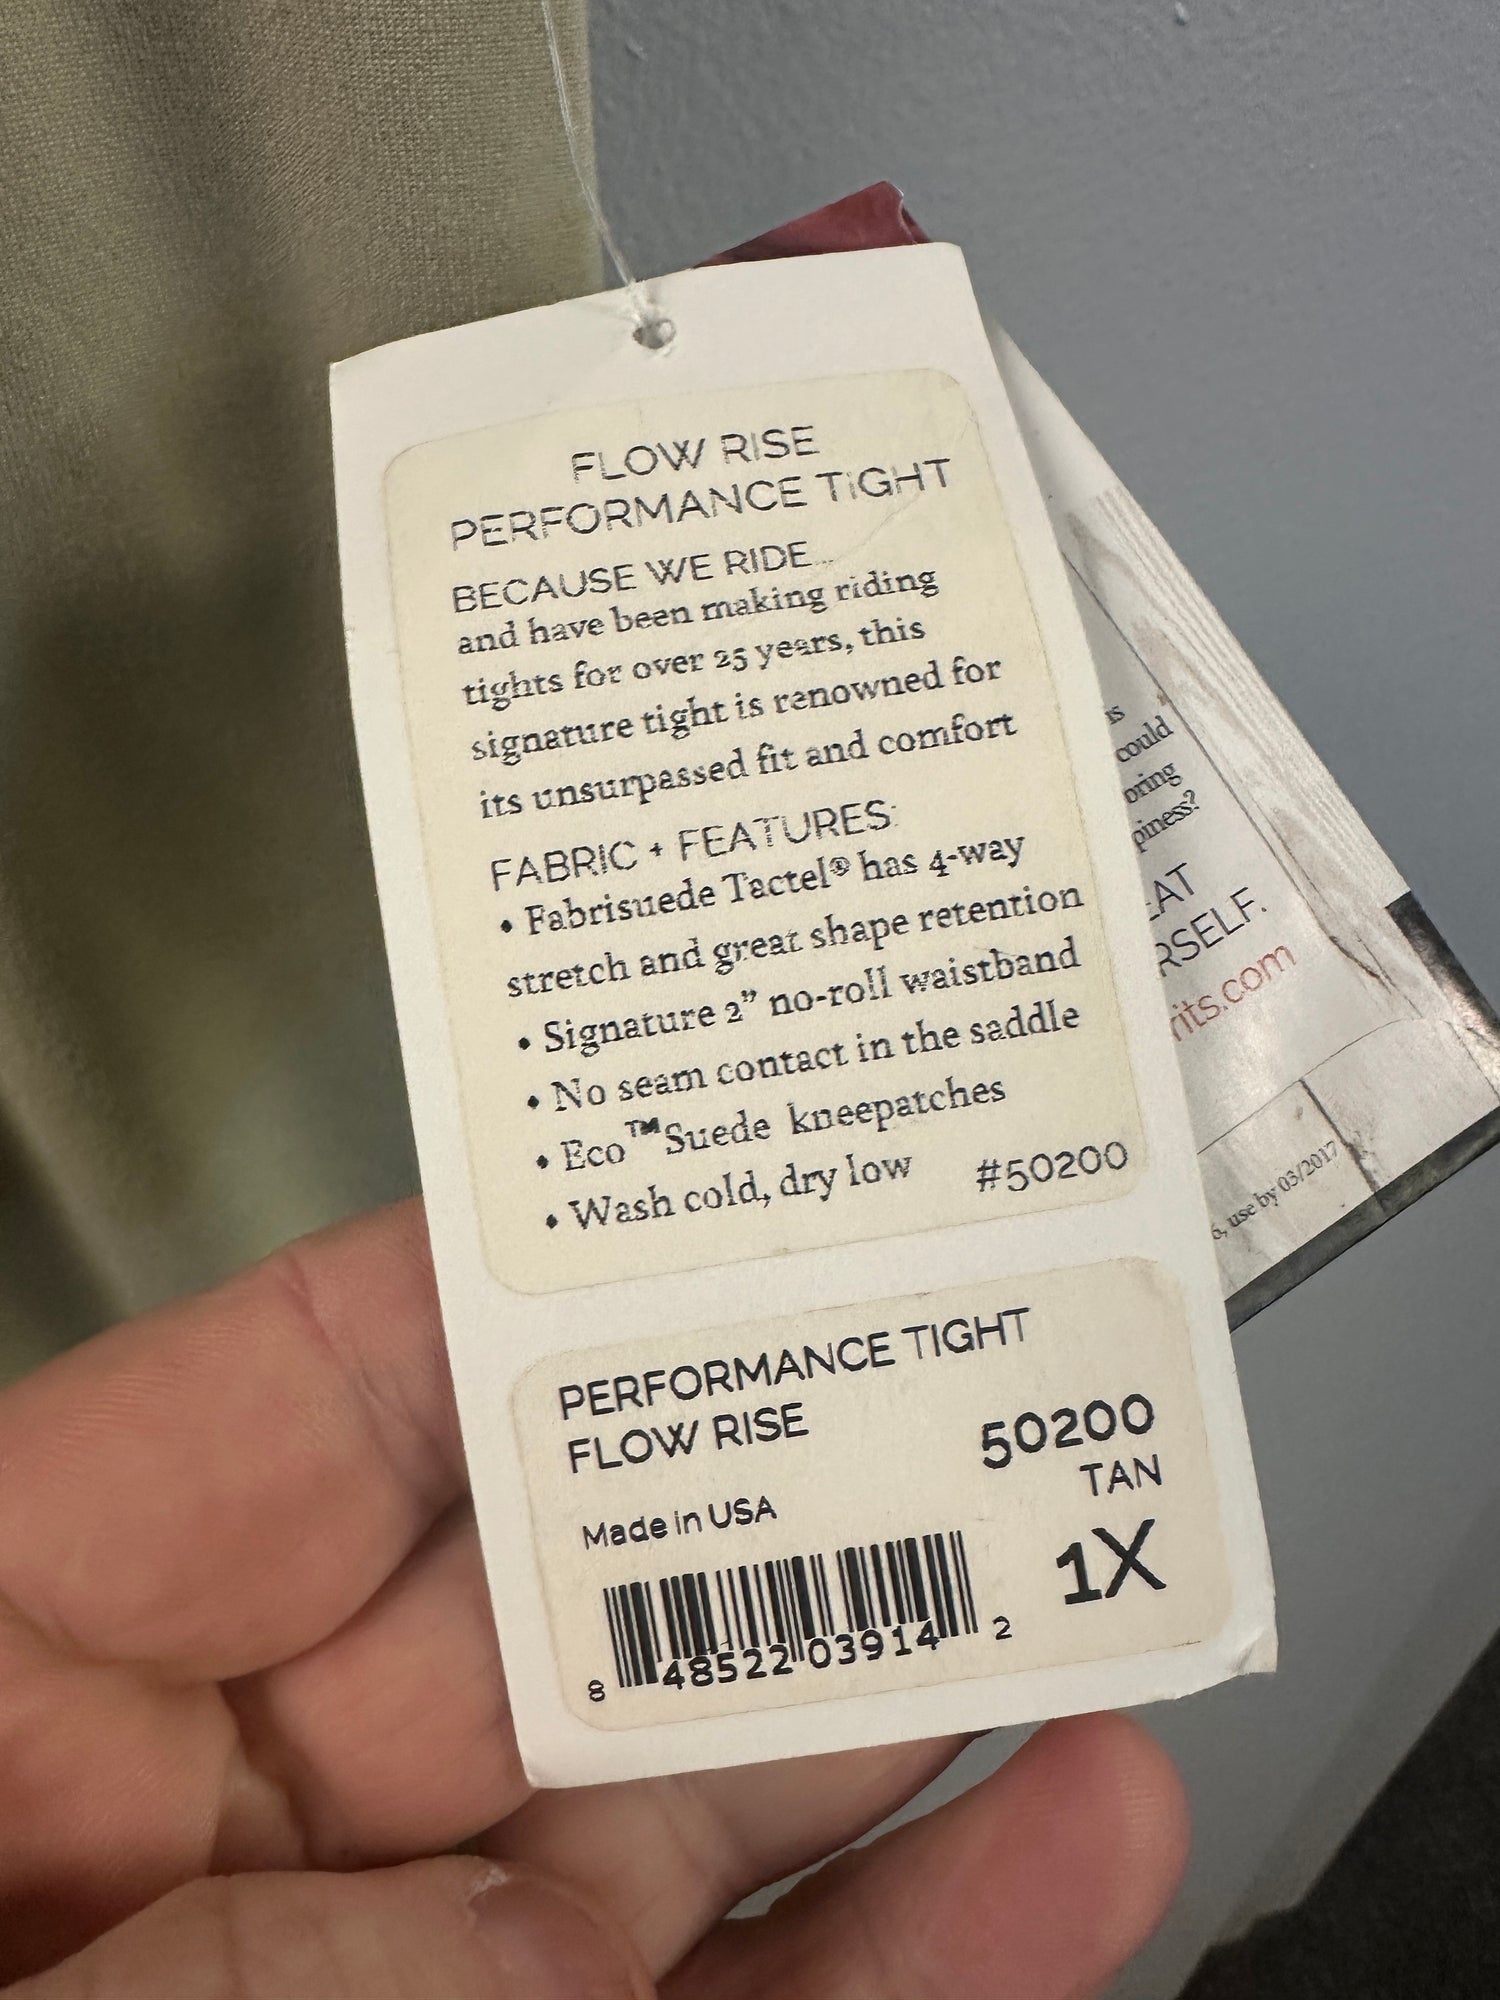 FLOW RISE
PERFORMANCE TIGHT
BECAUSE WE RIDE...
and have been making riding
tights for over 25 years, this
signature tight is renowned for
its unsurpassed fit and comfort
FABRIC + FEATURES:
• Fabrisuede Tactel® has 4-way
stretch and great shape retention
• Signature 2" no-roll waistband
• No seam contact in the saddle
• Eco™Suede kneepatches
• Wash cold, dry low #50200
PERFORMANCE TIGHT
FLOW RISE
50200
TAN
Made in USA
1X
8 48522 03914 2
is
could
oring
piness?
EAT
RSELF.
rits.com
use by 03/2017